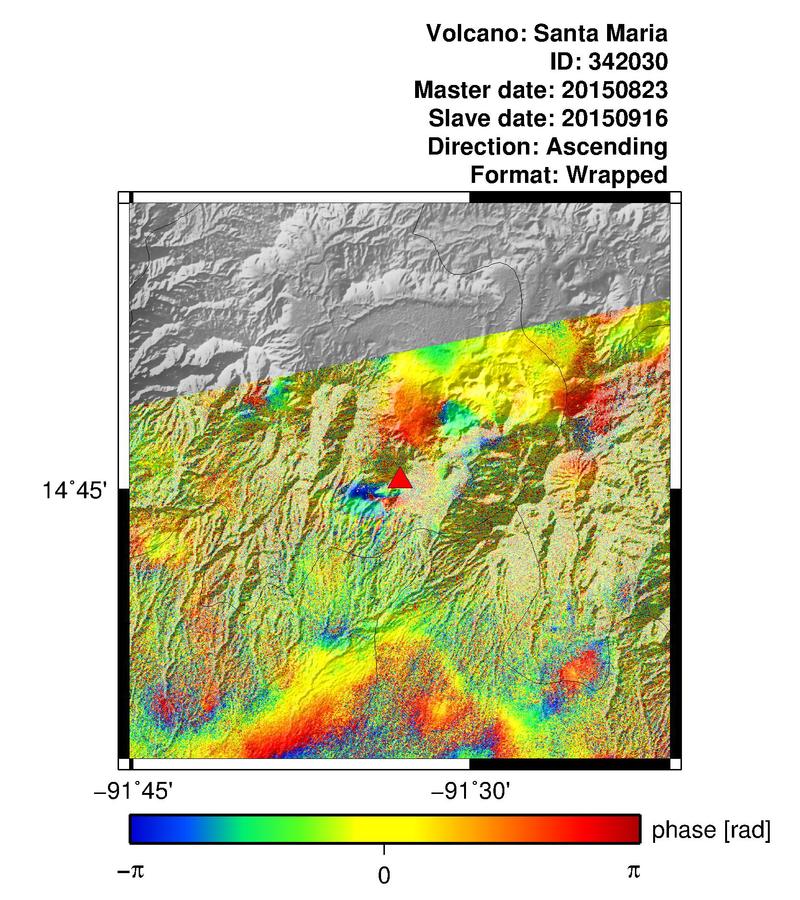 Volcano: Santa Maria
ID: 342030
Master date: 20150823
Slave date: 20150916
Direction: Ascending
Format: Wrapped
14˚45'
−91˚45' −91˚30'
phase [rad]
−π 0 π